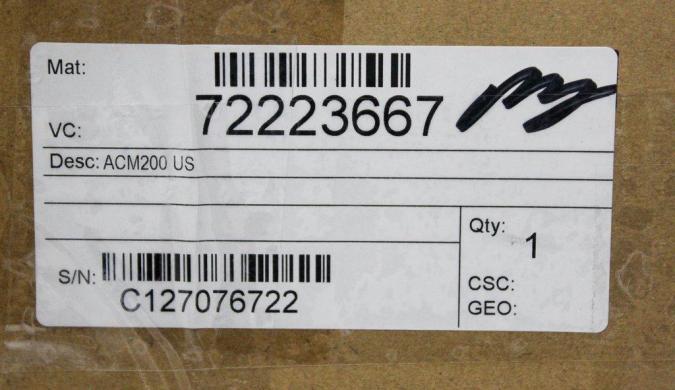 Mat:
72223667
VC:
Desc: ACM200 US
Qty:
1
S/N:
C127076722
CSC:
GEO: